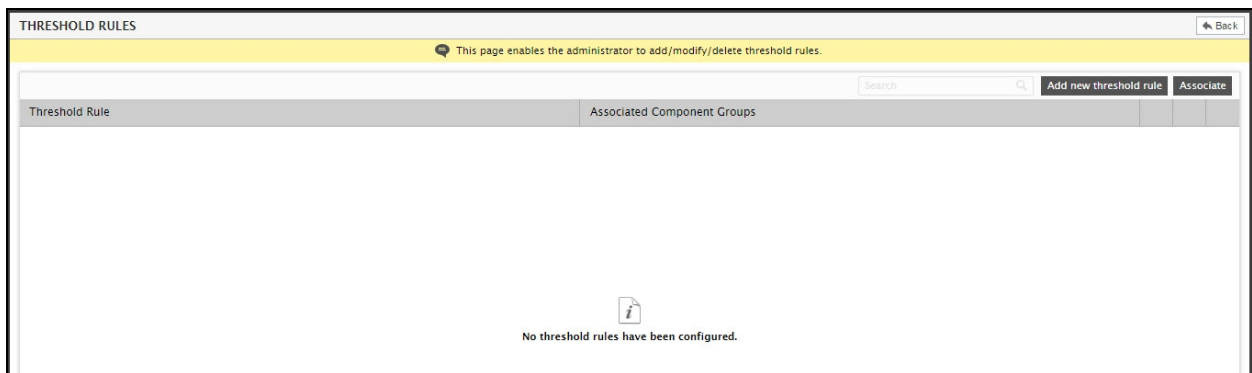 THRESHOLD RULES
Back
This page enables the administrator to add/modify/delete threshold rules.
Search
Add new threshold rule
Associate
Threshold Rule
Associated Component Groups
i
No threshold rules have been configured.